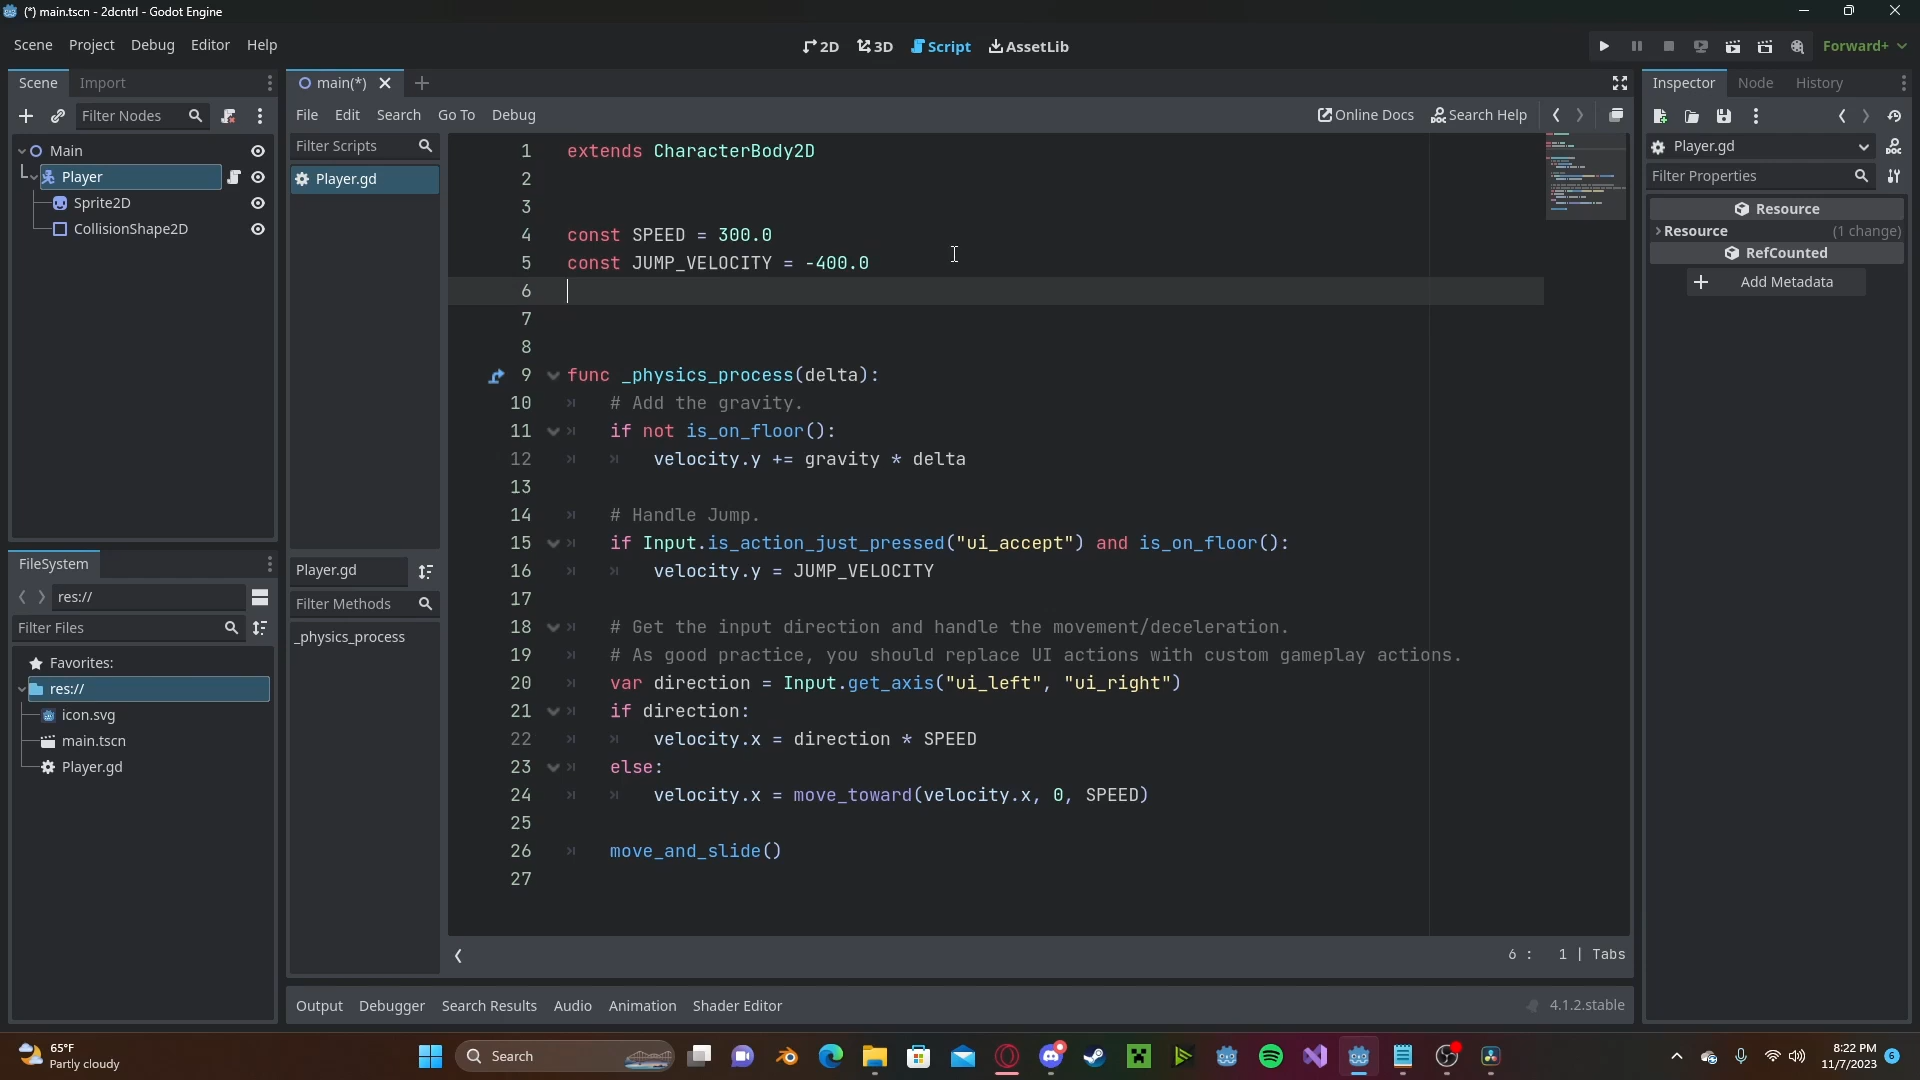 (*) main.tscn - 2dcntrl - Godot Engine
Scene Project Debug Editor Help
2D 3D Script AssetLib
Forward+
Scene Import
main(*)
Inspector Node History
Filter Nodes
File Edit Search Go To Debug
Online Docs Search Help
Main
Player
Sprite2D
CollisionShape2D
Filter Scripts
Player.gd
Player.gd
Filter Methods
_physics_process
1 extends CharacterBody2D
2
3
4 const SPEED = 300.0
5 const JUMP_VELOCITY = -400.0
6
7
8
9 func _physics_process(delta):
10 # Add the gravity.
11 if not is_on_floor():
12 velocity.y += gravity * delta
13
14 # Handle Jump.
15 if Input.is_action_just_pressed("ui_accept") and is_on_floor():
16 velocity.y = JUMP_VELOCITY
17
18 # Get the input direction and handle the movement/deceleration.
19 # As good practice, you should replace UI actions with custom gameplay actions.
20 var direction = Input.get_axis("ui_left", "ui_right")
21 if direction:
22 velocity.x = direction * SPEED
23 else:
24 velocity.x = move_toward(velocity.x, 0, SPEED)
25
26 move_and_slide()
27
6 : 1 | Tabs
Player.gd
Filter Properties
Resource
Resource (1 change)
RefCounted
Add Metadata
FileSystem
res://
Filter Files
Favorites:
res://
icon.svg
main.tscn
Player.gd
Output Debugger Search Results Audio Animation Shader Editor
4.1.2.stable
65°F
Partly cloudy
Search
8:22 PM
11/7/2023
6